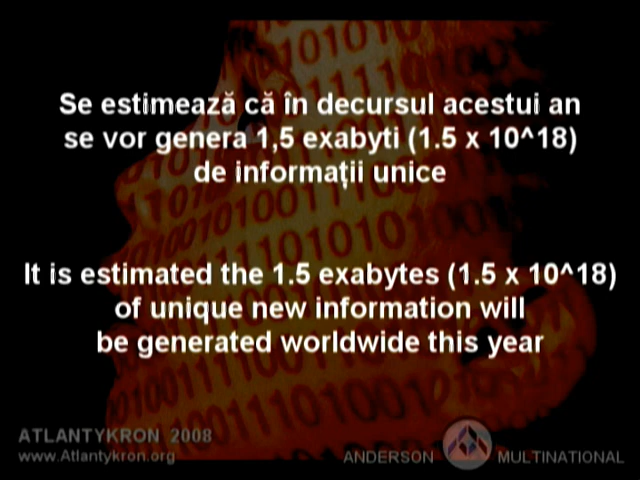 Se estimează că în decursul acestui an
se vor genera 1,5 exabyti (1.5 x 10^18)
de informații unice
It is estimated the 1.5 exabytes (1.5 x 10^18)
of unique new information will
be generated worldwide this year
ATLANTYKRON 2008
www.Atlantykron.org
ANDERSON MULTINATIONAL